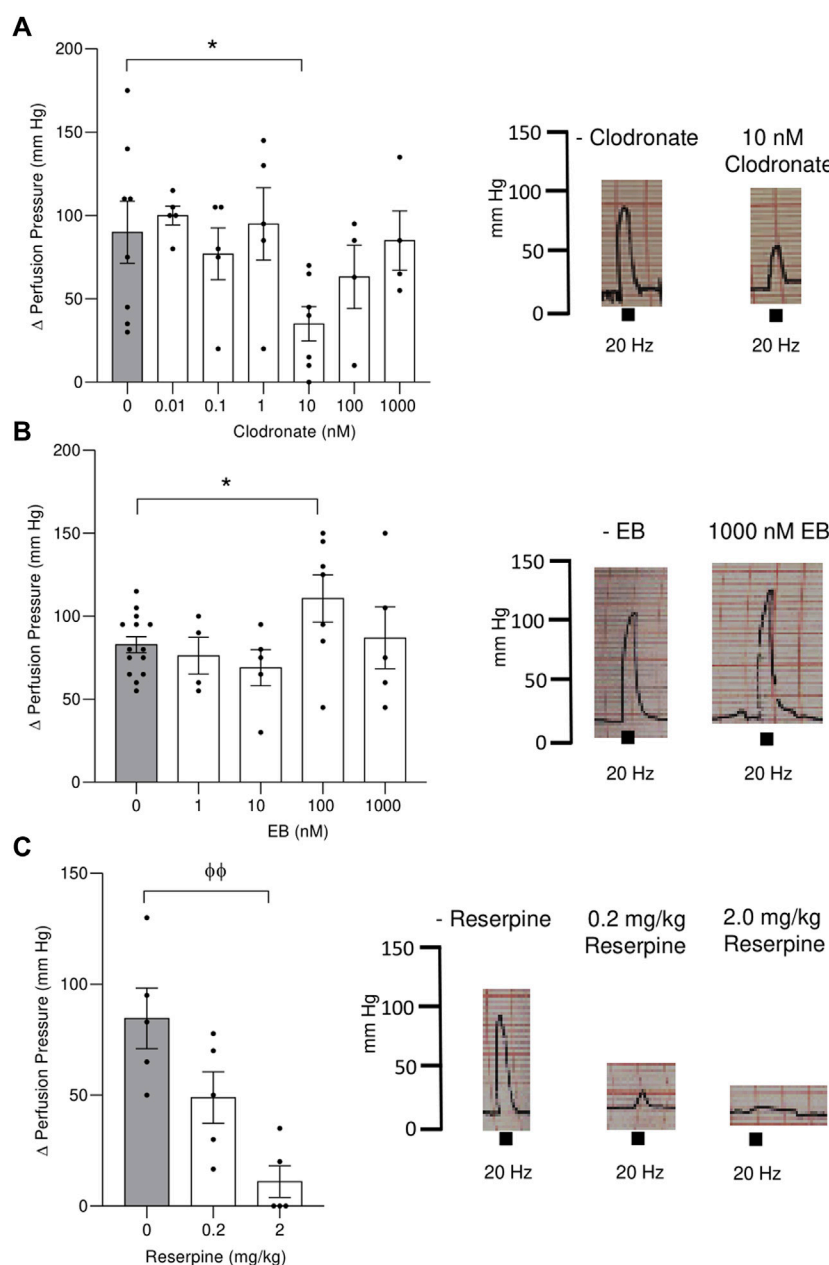 A
200
150
100
50
0
Δ Perfusion Pressure (mm Hg)
*
0 0.01 0.1 1 10 100 1000
Clodronate (nM)
150
100
50
0
mm Hg
- Clodronate
10 nM
Clodronate
20 Hz 20 Hz
B
200
150
100
50
0
Δ Perfusion Pressure (mm Hg)
*
0 1 10 100 1000
EB (nM)
150
100
50
0
mm Hg
- EB 1000 nM EB
20 Hz 20 Hz
C
150
100
50
0
Δ Perfusion Pressure (mm Hg)
ϕϕ
0 0.2 2
Reserpine (mg/kg)
150
100
50
0
mm Hg
- Reserpine
0.2 mg/kg
Reserpine
2.0 mg/kg
Reserpine
20 Hz 20 Hz 20 Hz